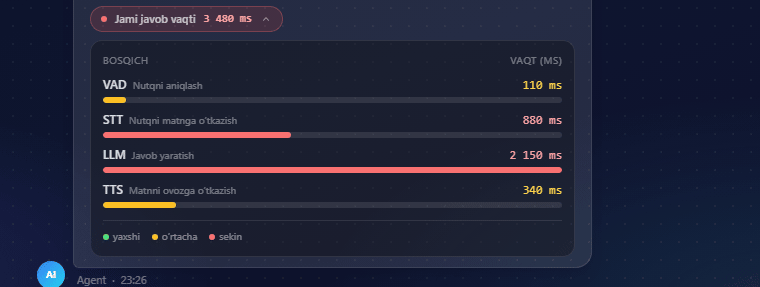 Jami javob vaqti 3 480 ms
BOSQICH VAQT (MS)
VAD Nutqni aniqlash 110 ms
STT Nutqni matnga o'tkazish 880 ms
LLM Javob yaratish 2 150 ms
TTS Matnni ovozga o'tkazish 340 ms
yaxshi o'rtacha sekin
AI Agent · 23:26